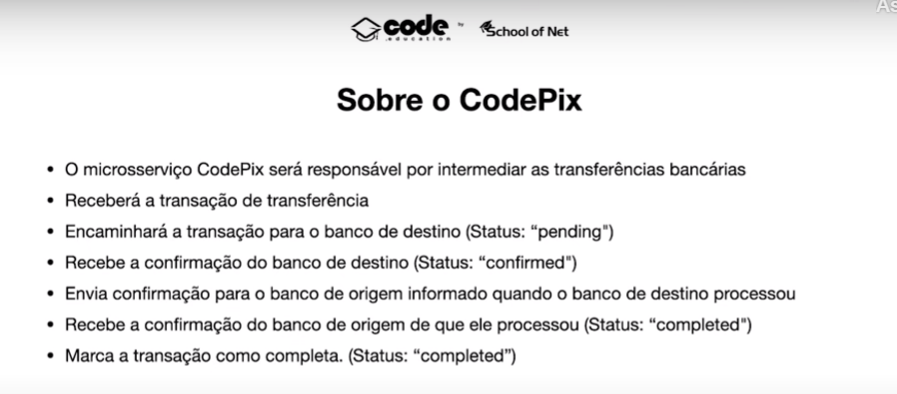 As
code
.education
by
School of Net
Sobre o CodePix
• O microsserviço CodePix será responsável por intermediar as transferências bancárias
• Receberá a transação de transferência
• Encaminhará a transação para o banco de destino (Status: “pending")
• Recebe a confirmação do banco de destino (Status: “confirmed")
• Envia confirmação para o banco de origem informado quando o banco de destino processou
• Recebe a confirmação do banco de origem de que ele processou (Status: “completed")
• Marca a transação como completa. (Status: “completed”)